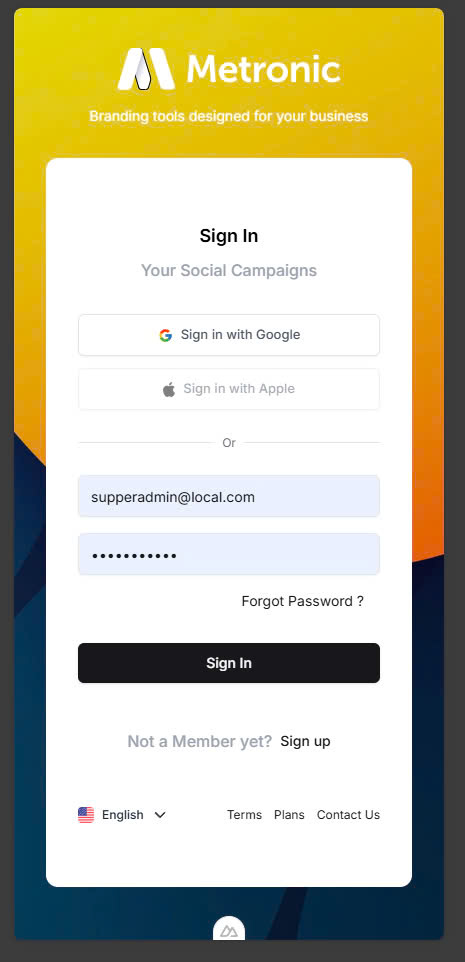 Metronic
Branding tools designed for your business
Sign In
Your Social Campaigns
Sign in with Google
Sign in with Apple
Or
supperadmin@local.com
•••••••••••
Forgot Password ?
Sign In
Not a Member yet? Sign up
English Terms Plans Contact Us